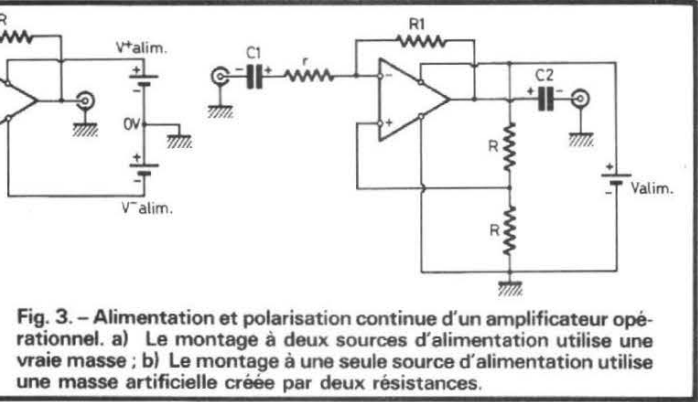 R
V⁺alim.
+
-
0V
+
-
V⁻alim.
R1
C1
- +
r
-
+
C2
+ -
R
R
+
-
Valim.
Fig. 3. – Alimentation et polarisation continue d'un amplificateur opé-
rationnel. a) Le montage à deux sources d'alimentation utilise une
vraie masse ; b) Le montage à une seule source d'alimentation utilise
une masse artificielle créée par deux résistances.